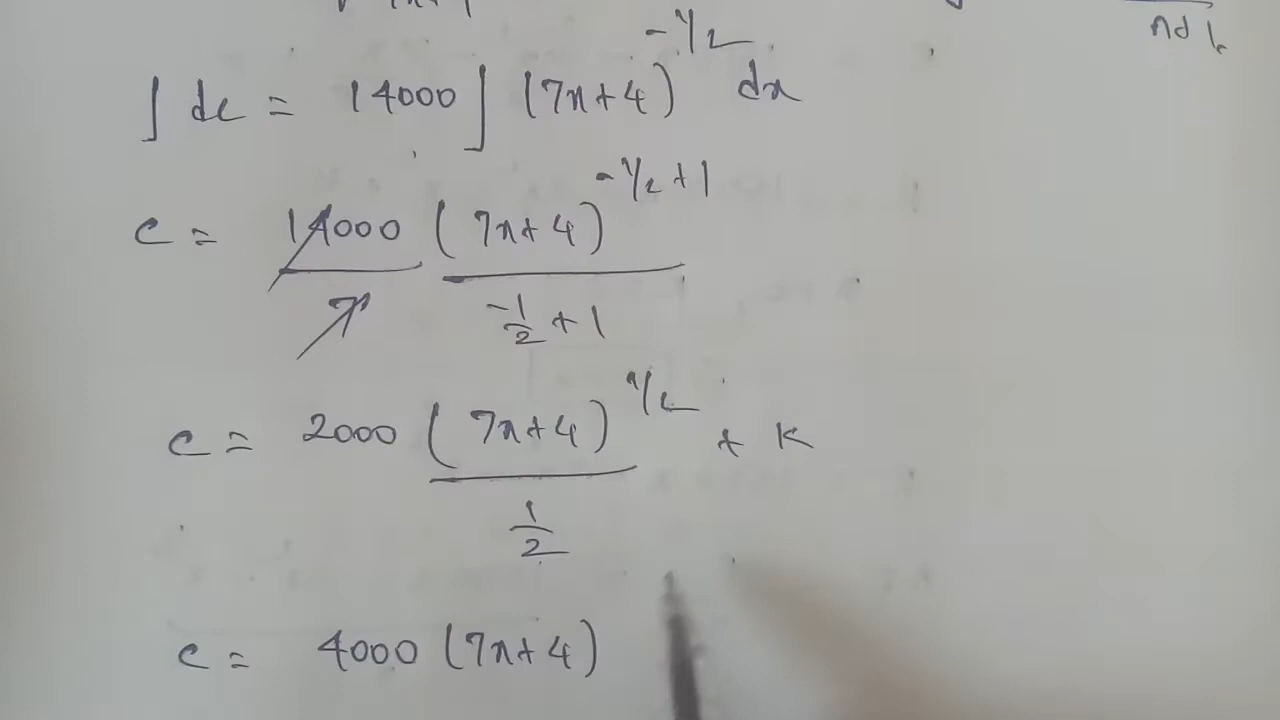 ∫ dc = 14000 ∫ (7x+4)^-1/2 dx
c = 14000/7 (7x+4)^-1/2+1 / -1/2 + 1
c = 2000 (7x+4)^1/2 / 1/2 + k
c = 4000 (7x+4)